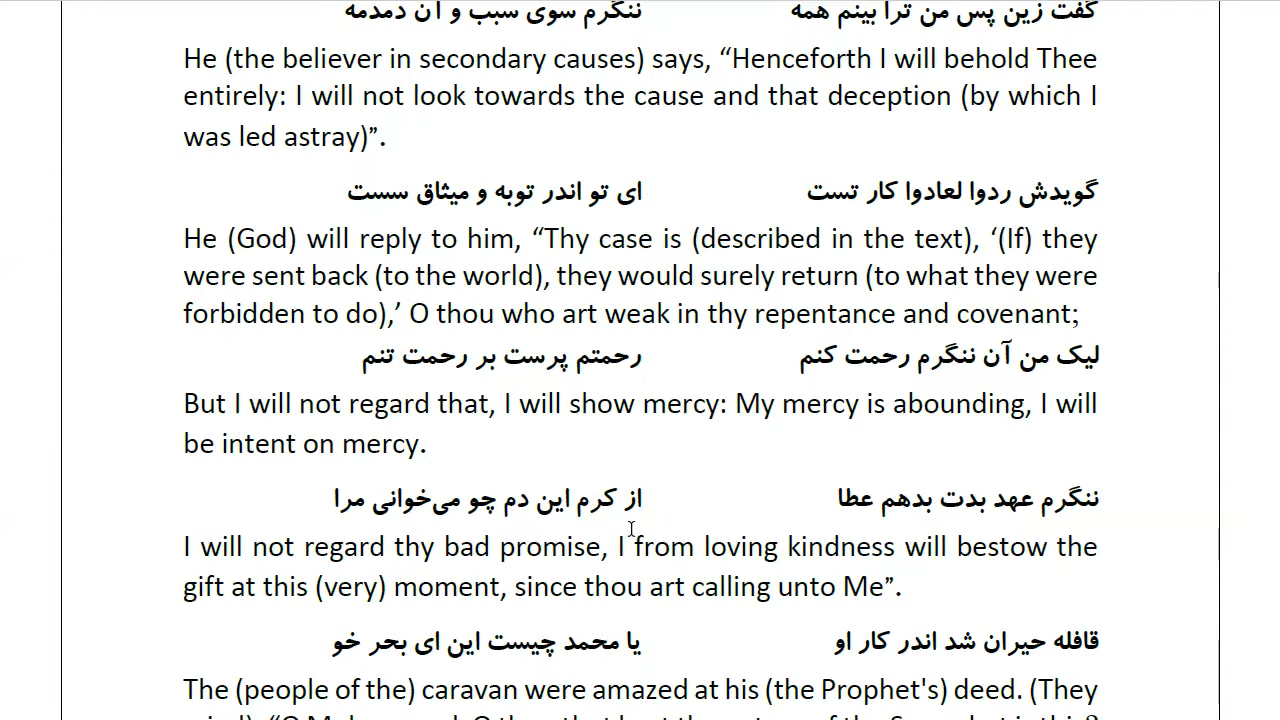 گفت زین پس من ترا بینم همه ننگرم سوی سبب و آن دمدمه
He (the believer in secondary causes) says, “Henceforth I will behold Thee
entirely: I will not look towards the cause and that deception (by which I
was led astray)”.
گویدش ردوا لعادوا کار تست ای تو اندر توبه و میثاق سست
He (God) will reply to him, “Thy case is (described in the text), ‘(If) they
were sent back (to the world), they would surely return (to what they were
forbidden to do),’ O thou who art weak in thy repentance and covenant;
لیک من آن ننگرم رحمت کنم رحمتم پرست بر رحمت تنم
But I will not regard that, I will show mercy: My mercy is abounding, I will
be intent on mercy.
ننگرم عهد بدت بدهم عطا از کرم این دم چو می‌خوانی مرا
I will not regard thy bad promise, I from loving kindness will bestow the
gift at this (very) moment, since thou art calling unto Me”.
قافله حیران شد اندر کار او یا محمد چیست این ای بحر خو
The (people of the) caravan were amazed at his (the Prophet's) deed. (They